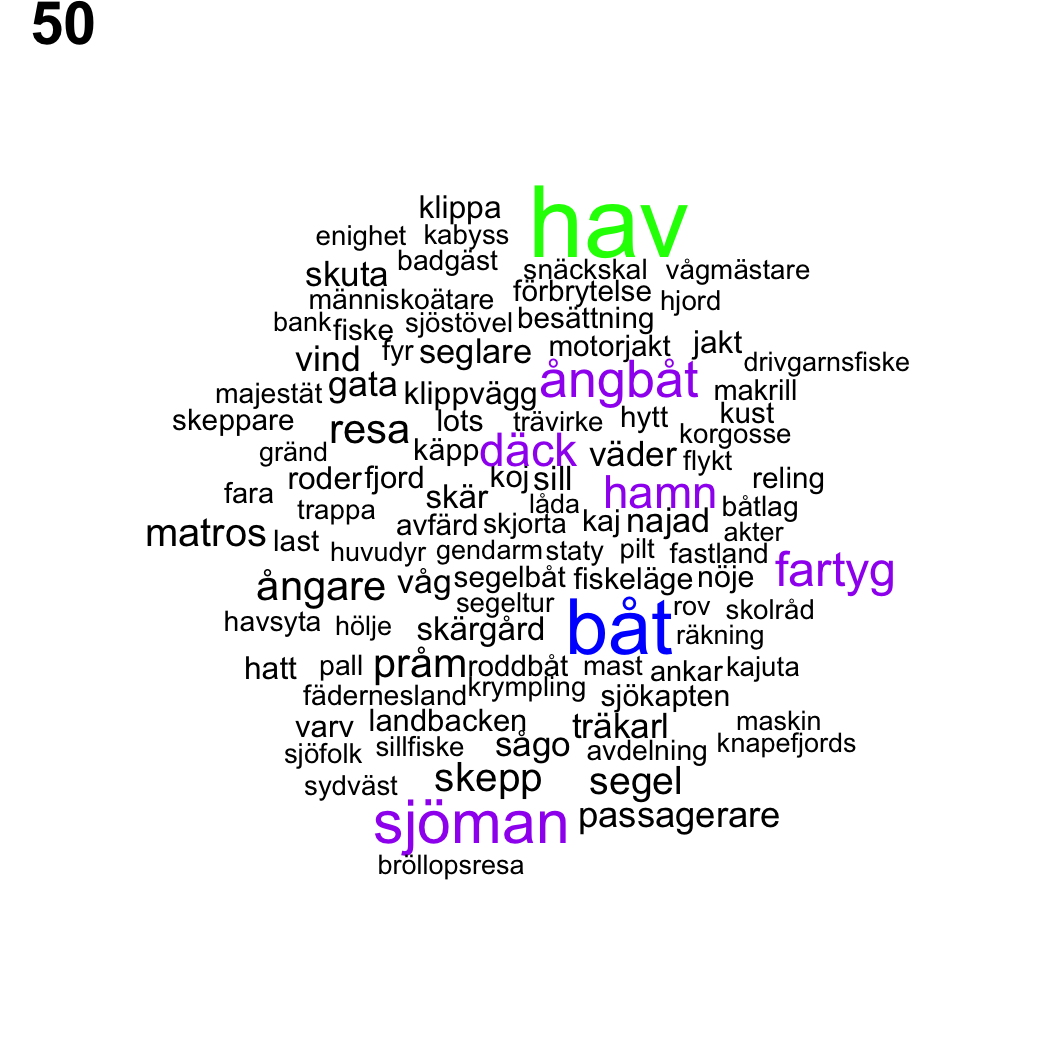 50
klippa hav
enighet kabyss
skuta badgäst snäckskal vågmästare
människoätare förbrytelse hjord
bank fiske sjöstövel besättning
vind fyr seglare motorjakt jakt drivgarnsfiske
majestät gata klippvägg ångbåt makrill
skeppare resa lots trävirke hytt kust
gränd käpp däck väder flykt korgosse
roder fjord koj sill reling
fara trappa skär låda hamn båtlag
matros last avfärd skjorta kaj najad akter
huvudyr gendarm staty pilt fastland fartyg
ångare våg segelbåt fiskeläge nöje
segeltur båt rov skolråd
havsyta hölje skärgård räkning
hatt pall pråm roddbåt mast ankar kajuta
fädernesland krympling sjökapten
varv landbacken träkarl maskin
sjöfolk sillfiske sågo avdelning knapefjords
sydväst skepp segel
sjöman passagerare
bröllopsresa